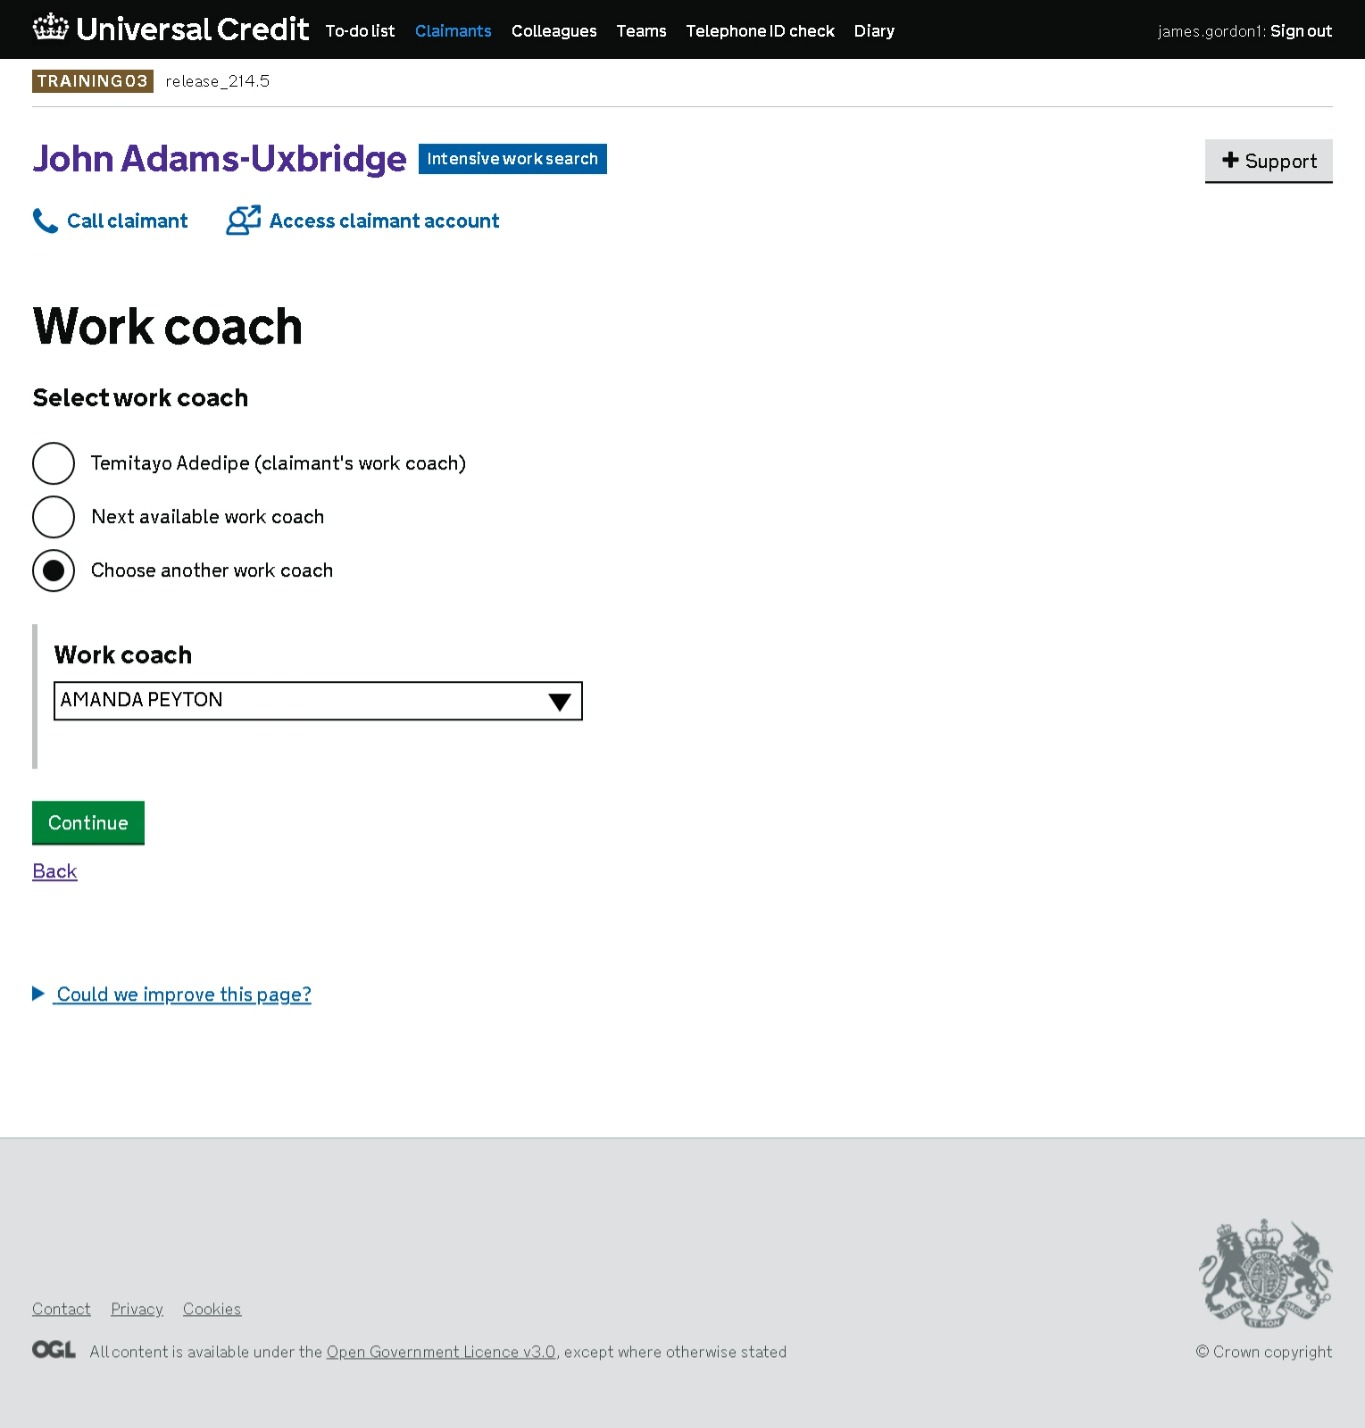 Universal Credit To-do list Claimants Colleagues Teams Telephone ID check Diary james.gordon1: Sign out
TRAINING03 release_214.5
John Adams-Uxbridge Intensive work search + Support
Call claimant Access claimant account
Work coach
Select work coach
Temitayo Adedipe (claimant's work coach)
Next available work coach
Choose another work coach
Work coach
AMANDA PEYTON
Continue
Back
Could we improve this page?
Contact Privacy Cookies
OGL All content is available under the Open Government Licence v3.0, except where otherwise stated © Crown copyright